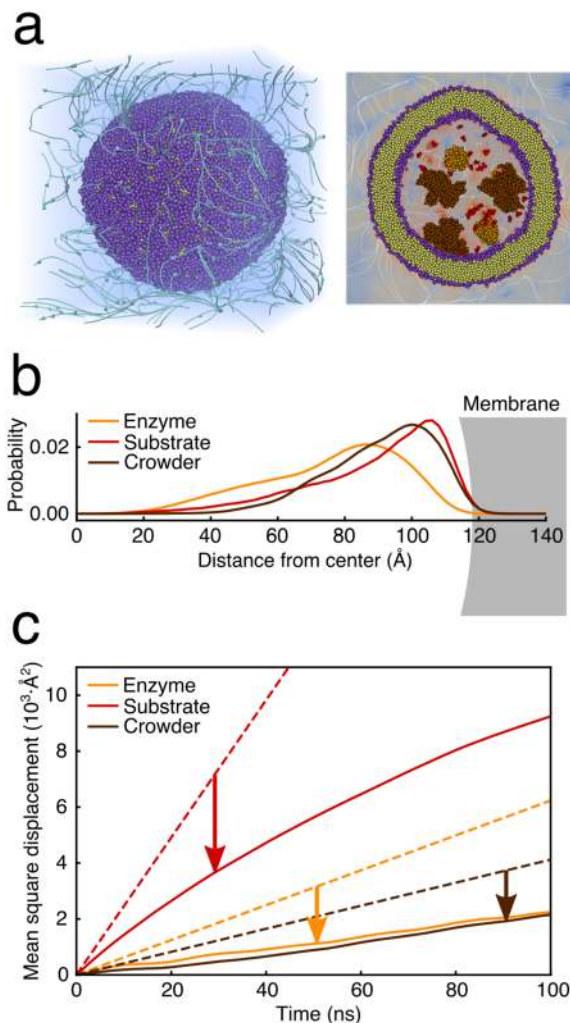 a
b
Enzyme
Substrate
Crowder
Membrane
Probability
0.02
0.00
0 20 40 60 80 100 120 140
Distance from center (Å)
c
Enzyme
Substrate
Crowder
Mean square displacement (10³·Å²)
10
8
6
4
2
0
0 20 40 60 80 100
Time (ns)